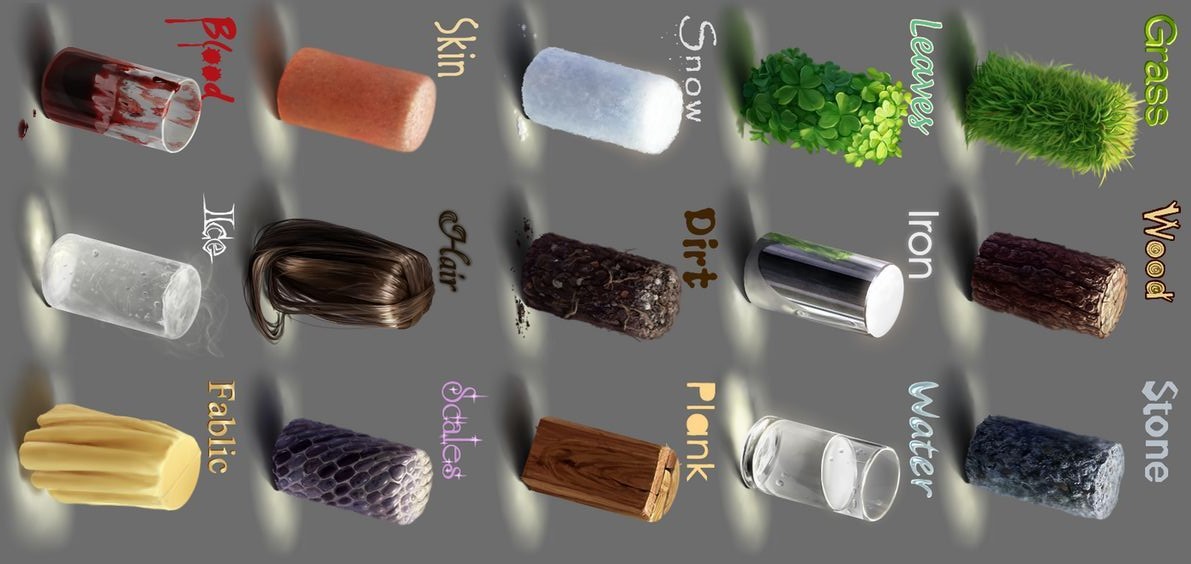 Grass
Wood
Stone
Leaves
Iron
Water
Snow
Dirt
Plank
Skin
Hair
Scales
Blood
Ice
Fablic